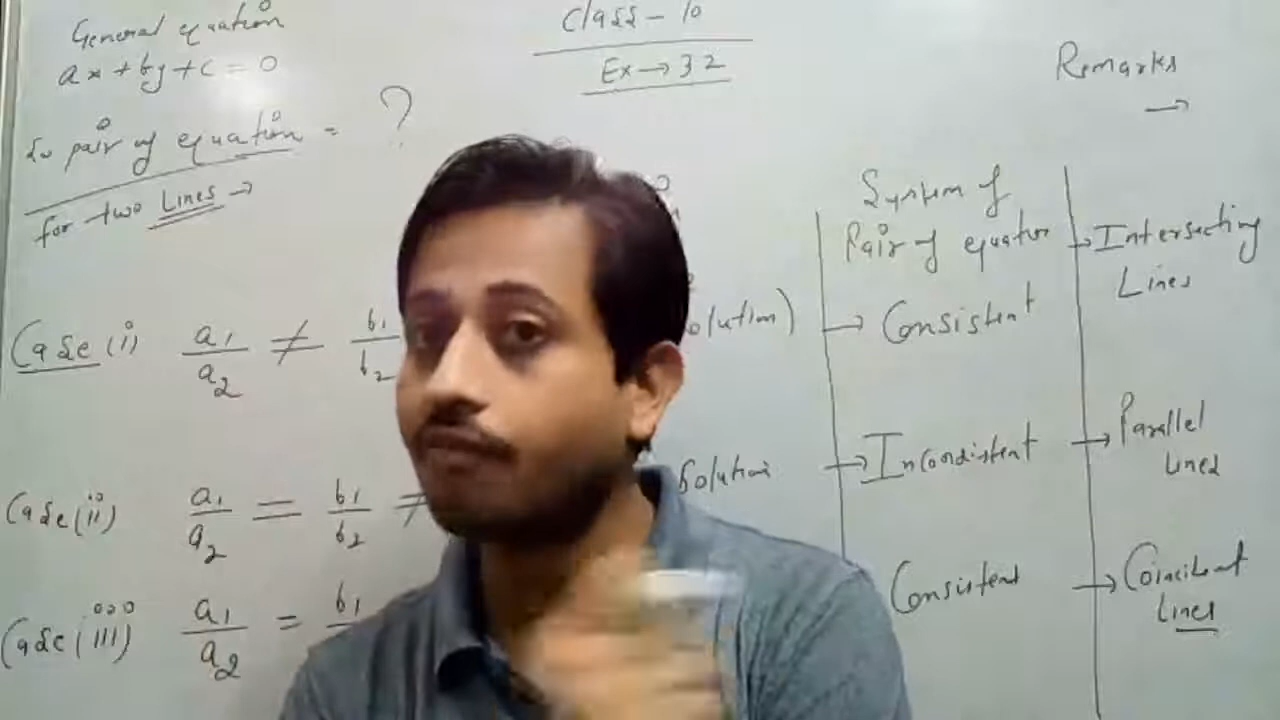 General equation
ax + by + c = 0
Class - 10
Ex → 3 2
Remarks
→
pair of equation = ?
for two Lines →
System of
Pair of equation
→ Intersecting
Lines
Case (i) a1/a2 ≠ b1/b2
olution)
→ Consistent
Case (ii) a1/a2 = b1/b2 ≠
Solution
→ Inconsistent
→ Parallel
Lines
Case (iii) a1/a2 = b1
Consistent
→ Coincident
Lines